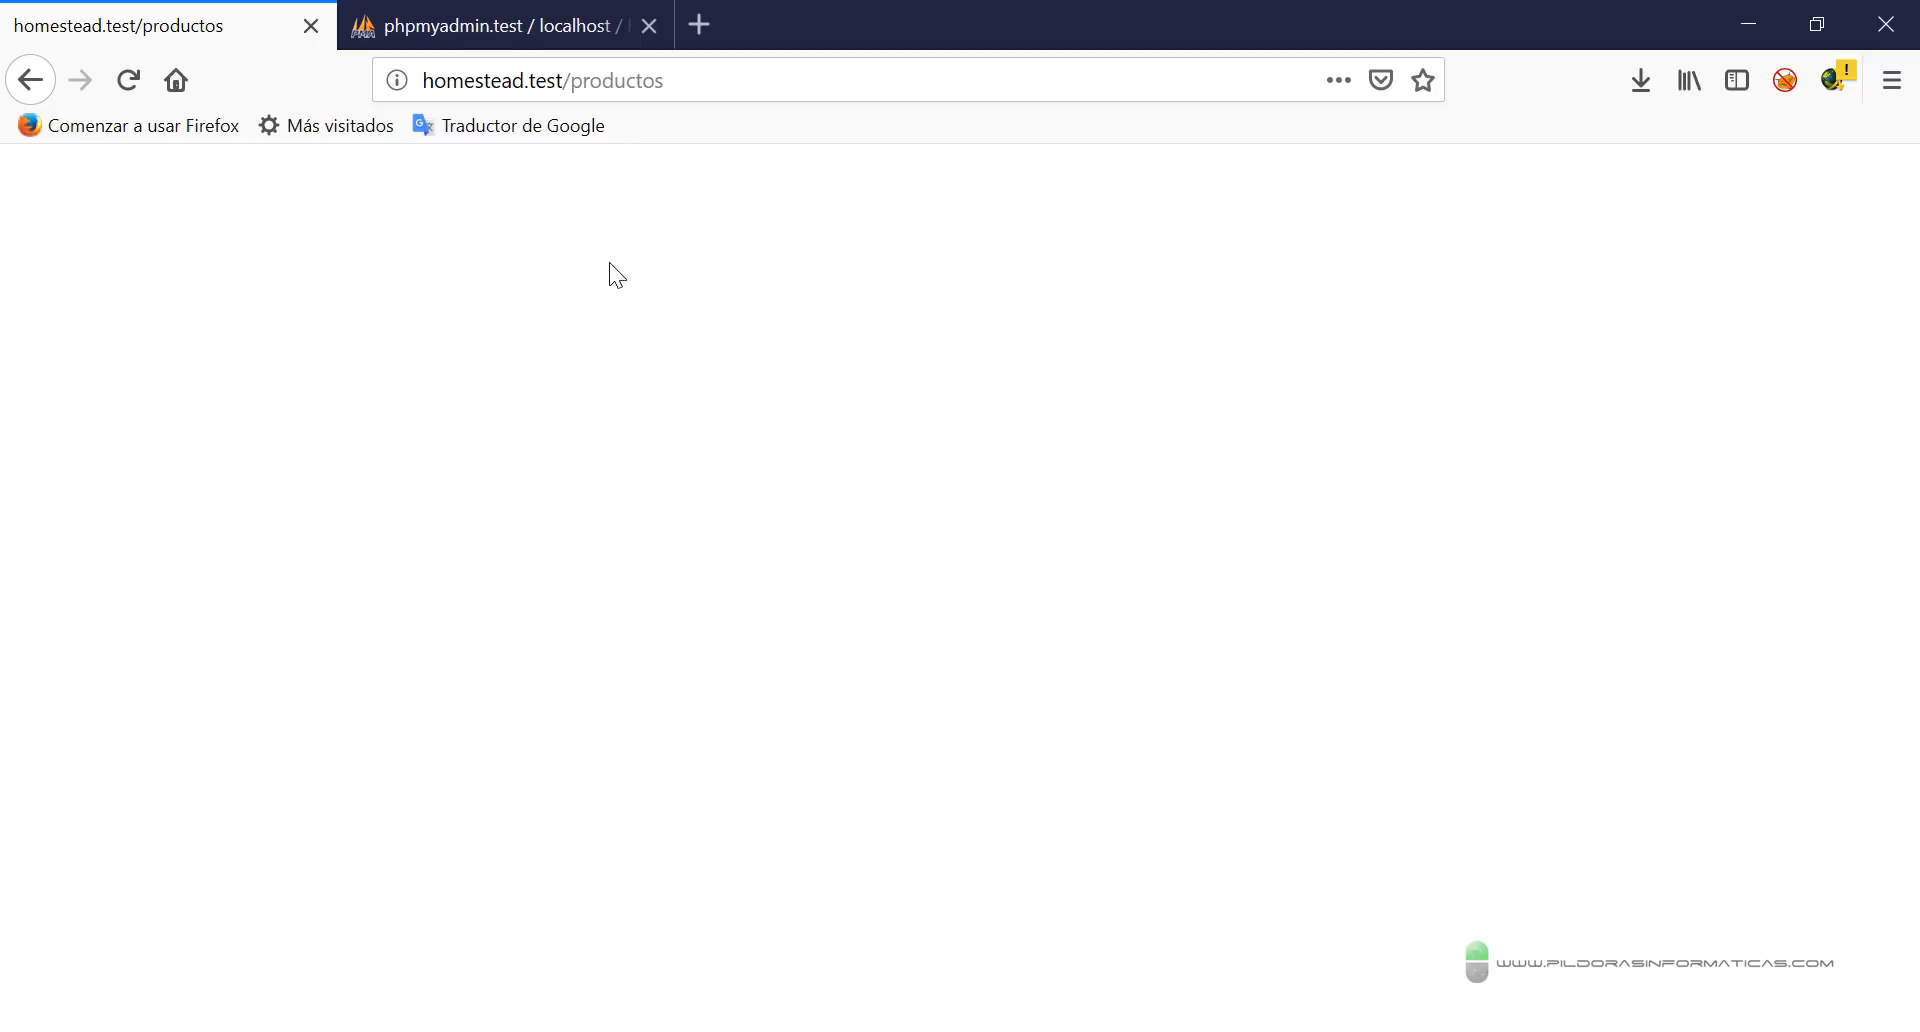 homestead.test/productos
phpmyadmin.test / localhost /
homestead.test/productos
Comenzar a usar Firefox
Más visitados
Traductor de Google
WWW.PILDORASINFORMATICAS.COM